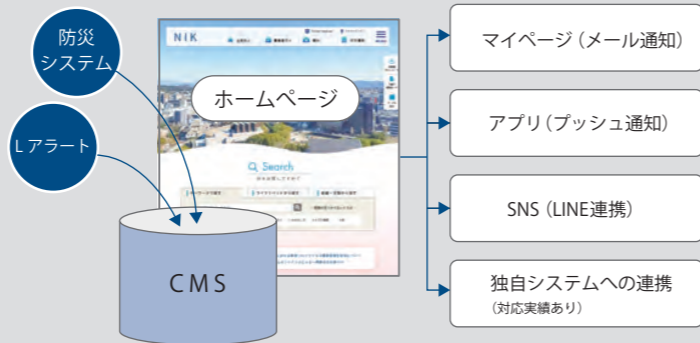 防災
システム
L アラート
CMS
NIK
ホームページ
Search
マイページ（メール通知）
アプリ（プッシュ通知）
SNS（LINE連携）
独自システムへの連携
（対応実績あり）